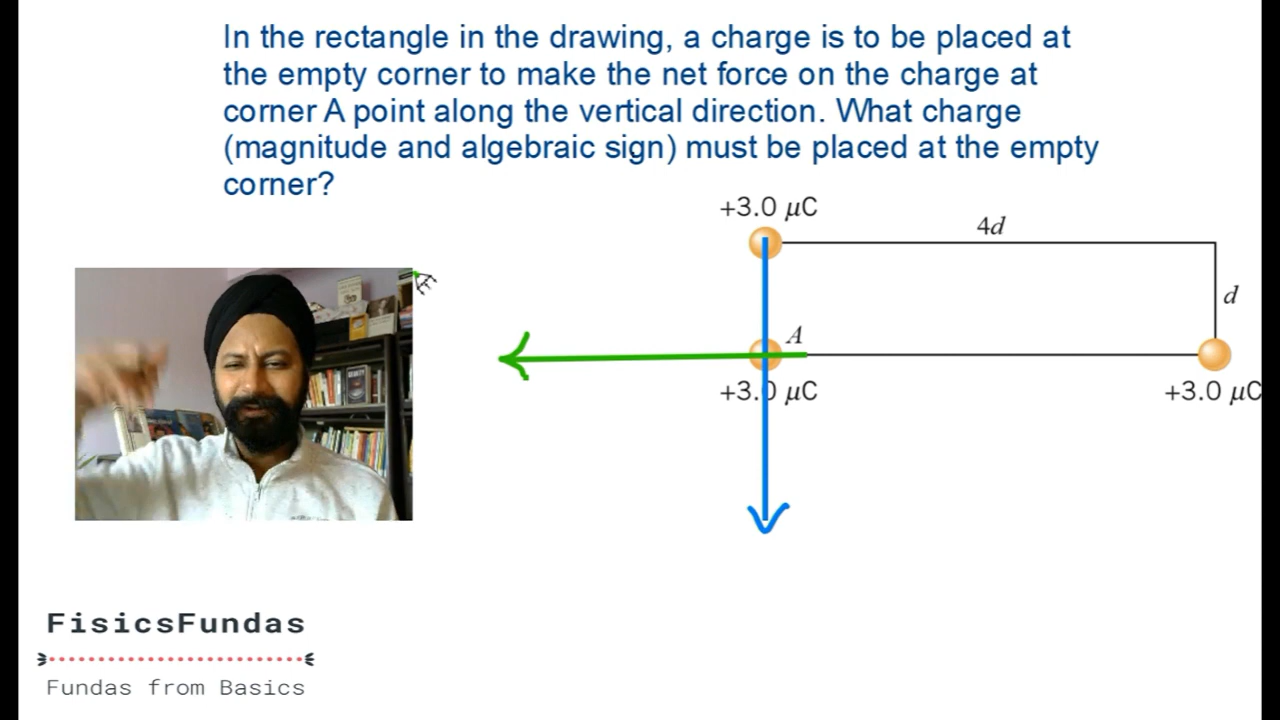 In the rectangle in the drawing, a charge is to be placed at
the empty corner to make the net force on the charge at
corner A point along the vertical direction. What charge
(magnitude and algebraic sign) must be placed at the empty
corner?
+3.0 μC
4d
d
A
+3.0 μC
+3.0 μC
FisicsFundas
Fundas from Basics